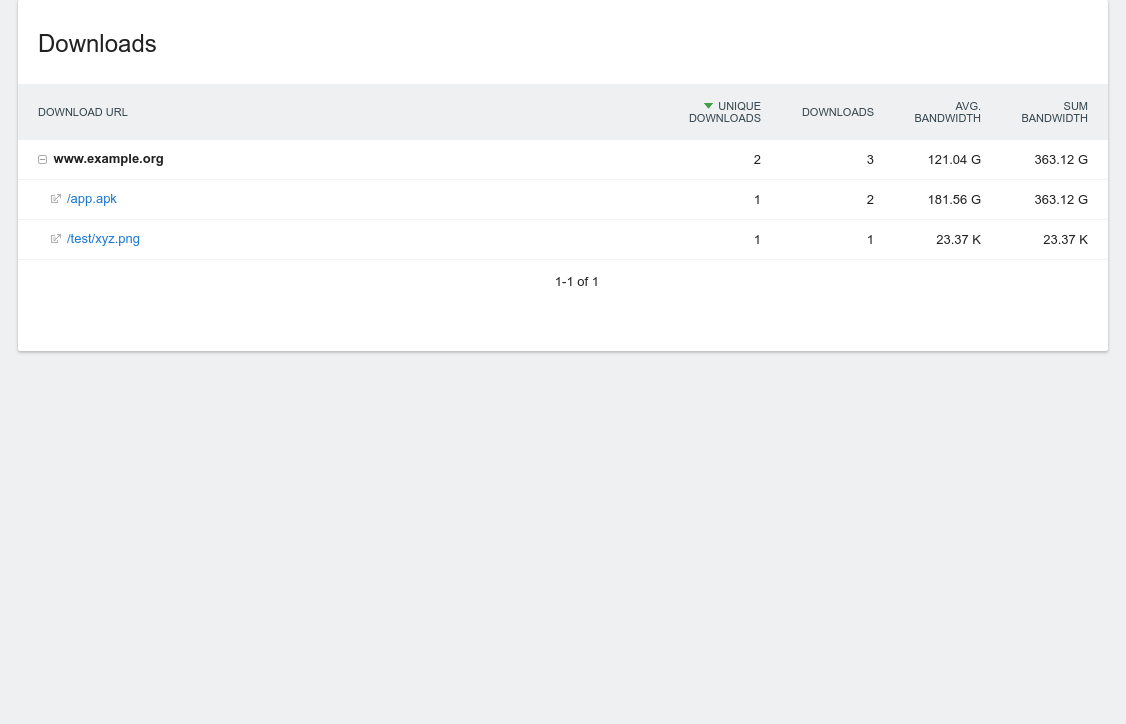 Downloads
DOWNLOAD URL
UNIQUE DOWNLOADS
DOWNLOADS
AVG. BANDWIDTH
SUM BANDWIDTH
www.example.org 2 3 121.04 G 363.12 G
/app.apk 1 2 181.56 G 363.12 G
/test/xyz.png 1 1 23.37 K 23.37 K
1-1 of 1